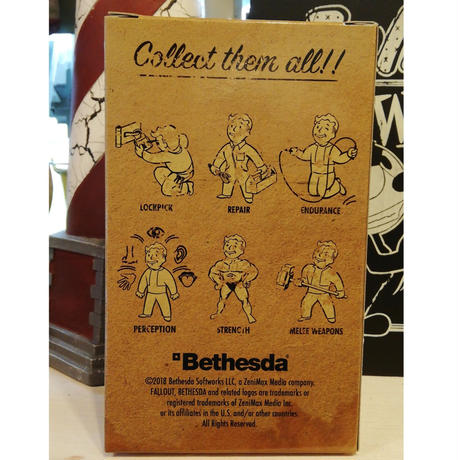 Collect them all!!
LOCKPICK REPAIR ENDURANCE
PERCEPTION STRENGTH MELEE WEAPONS
Bethesda
©2018 Bethesda Softworks LLC, a ZeniMax Media company.
FALLOUT, BETHESDA and related logos are trademarks or
registered trademarks of ZeniMax Media Inc.
or its affiliates in the U.S. and/or other countries.
All Rights Reserved.